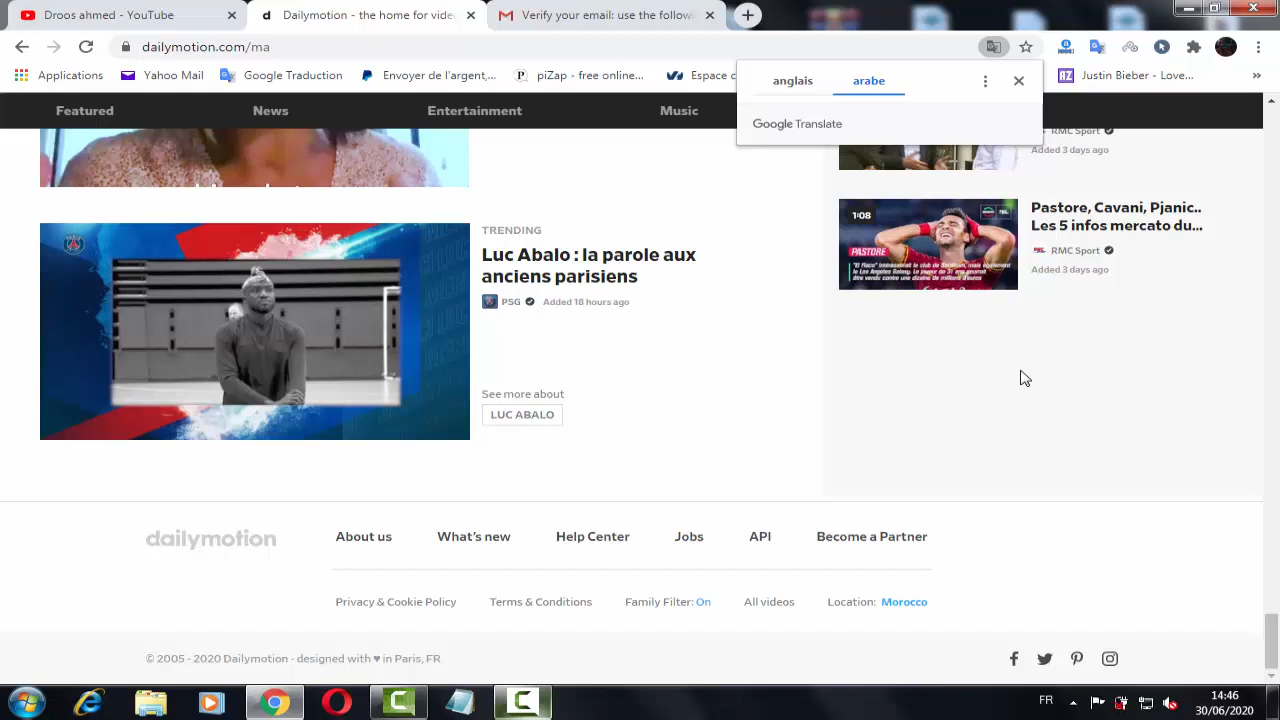 Droos ahmed - YouTube
Dailymotion - the home for vide
Verify your email: use the followi
dailymotion.com/ma
Applications
Yahoo Mail
Google Traduction
Envoyer de l'argent,...
piZap - free online...
Espace c
Justin Bieber - Love...
anglais
arabe
Google Translate
Featured
News
Entertainment
Music
RMC Sport
Added 3 days ago
1:08
PASTORE
Pastore, Cavani, Pjanic..
Les 5 infos mercato du...
RMC Sport
Added 3 days ago
TRENDING
Luc Abalo : la parole aux
anciens parisiens
PSG
Added 18 hours ago
See more about
LUC ABALO
dailymotion
About us
What's new
Help Center
Jobs
API
Become a Partner
Privacy & Cookie Policy
Terms & Conditions
Family Filter: On
All videos
Location: Morocco
© 2005 - 2020 Dailymotion - designed with ♥ in Paris, FR
FR
14:46
30/06/2020